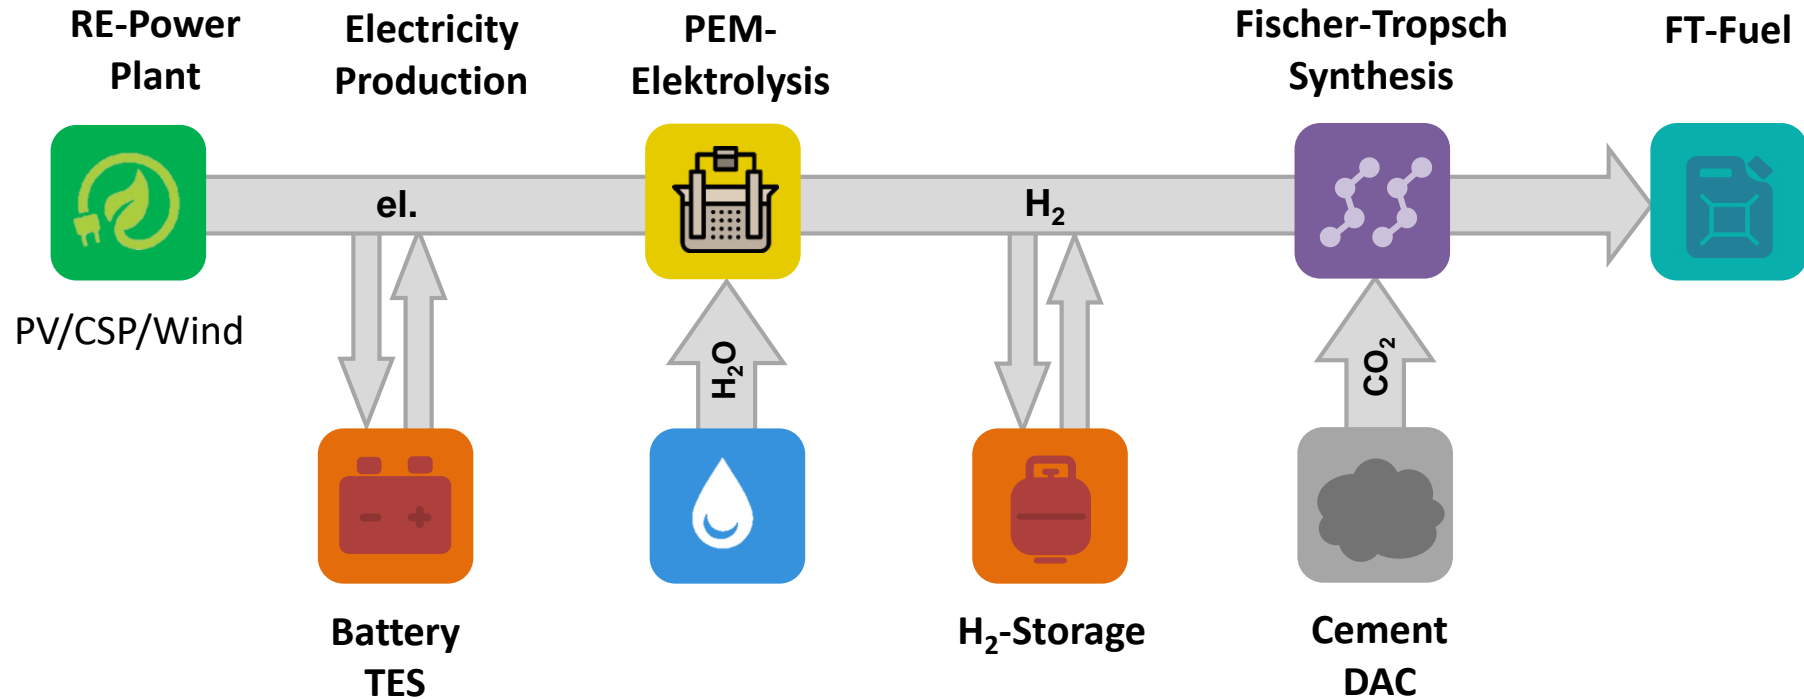 RE-Power
Plant
Electricity
Production
PEM-
Elektrolysis
Fischer-Tropsch
Synthesis
FT-Fuel
el.
H₂
PV/CSP/Wind
H₂O
CO₂
Battery
TES
H₂-Storage
Cement
DAC